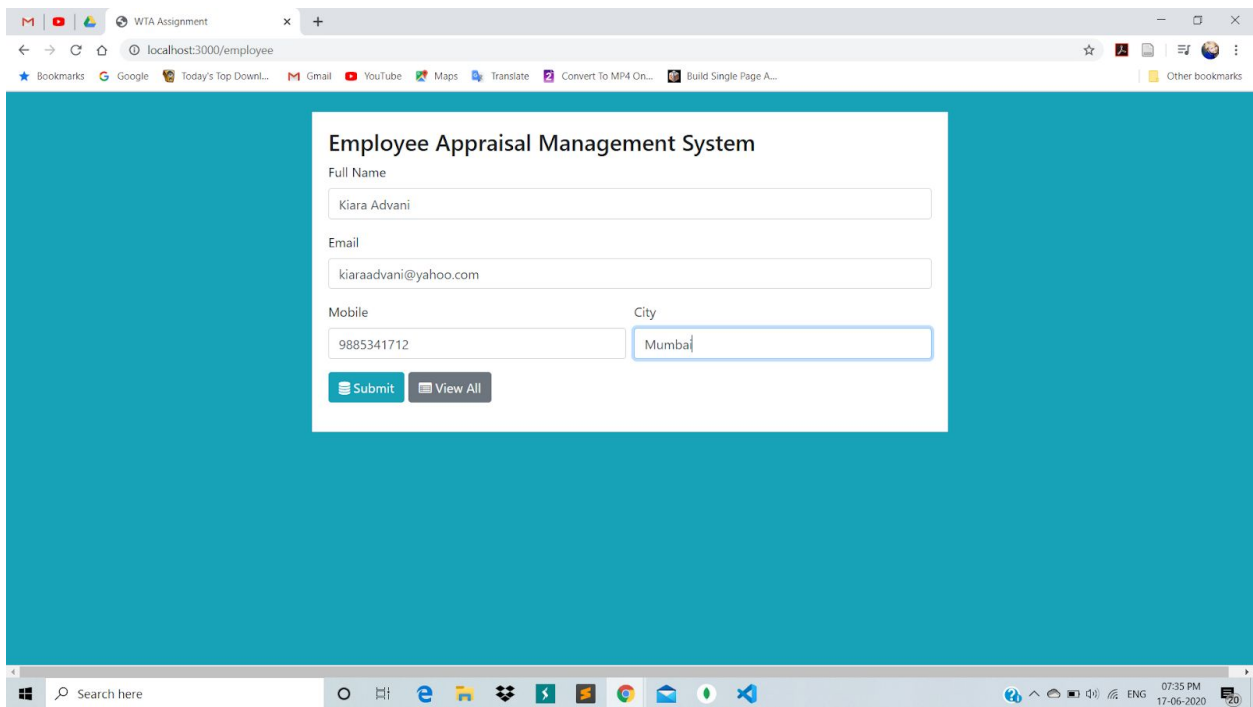 WTA Assignment
localhost:3000/employee
Bookmarks Google Today's Top Downl... Gmail YouTube Maps Translate Convert To MP4 On... Build Single Page A... Other bookmarks
Employee Appraisal Management System
Full Name
Kiara Advani
Email
kiaraadvani@yahoo.com
Mobile City
9885341712 Mumbai
Submit View All
Search here
ENG
07:35 PM
17-06-2020
20